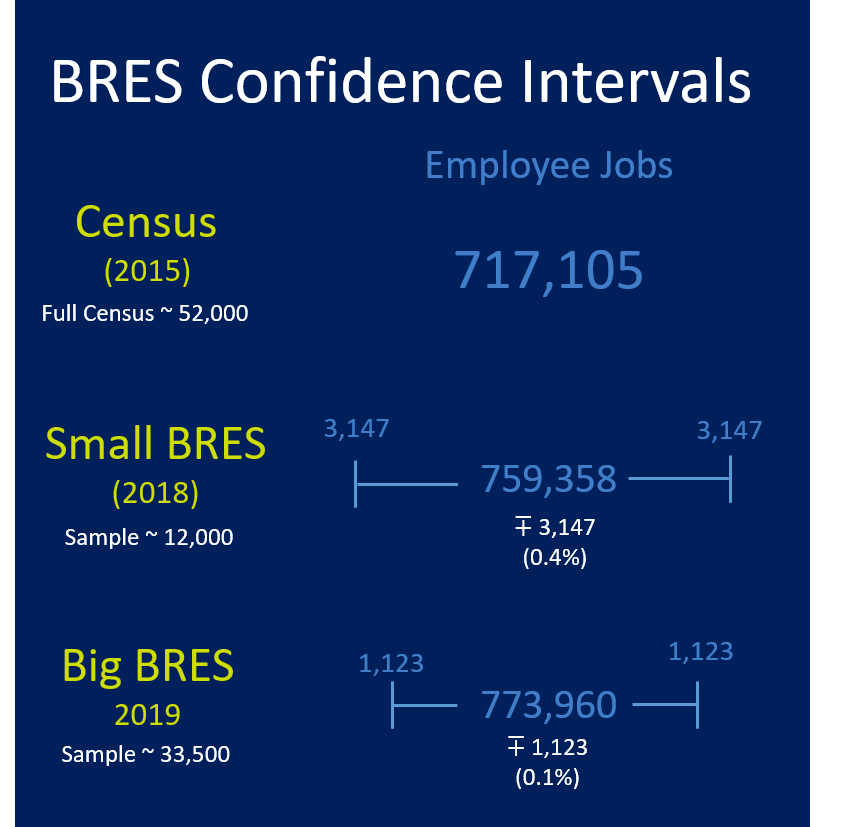 BRES Confidence Intervals
Employee Jobs
Census
(2015)
Full Census ~ 52,000
717,105
Small BRES
(2018)
Sample ~ 12,000
3,147
3,147
759,358
∓ 3,147
(0.4%)
Big BRES
2019
Sample ~ 33,500
1,123
1,123
773,960
∓ 1,123
(0.1%)